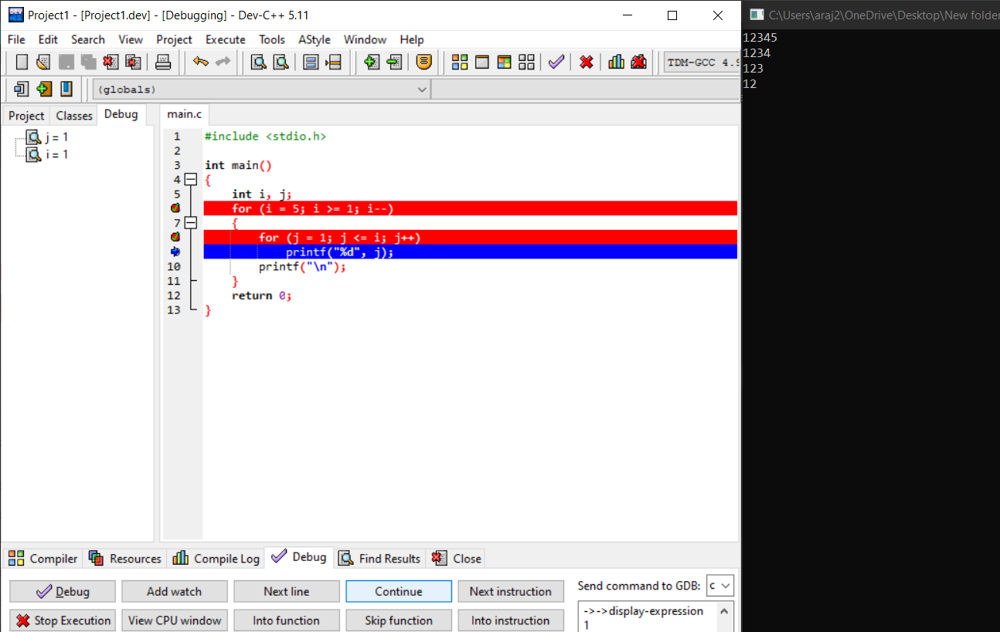 Project1 - [Project1.dev] - [Debugging] - Dev-C++ 5.11
File Edit Search View Project Execute Tools AStyle Window Help
TDM-GCC 4.9
(globals)
Project Classes Debug
j = 1
i = 1
main.c
1 #include <stdio.h>
2
3 int main()
4 {
5 int i, j;
for (i = 5; i >= 1; i--)
7 {
for (j = 1; j <= i; j++)
printf("%d", j);
10 printf("\n");
11 }
12 return 0;
13 }
Compiler Resources Compile Log Debug Find Results Close
Debug Add watch Next line Continue Next instruction
Stop Execution View CPU window Into function Skip function Into instruction
Send command to GDB: c
->->display-expression
1
C:\Users\araj2\OneDrive\Desktop\New folder
12345
1234
123
12